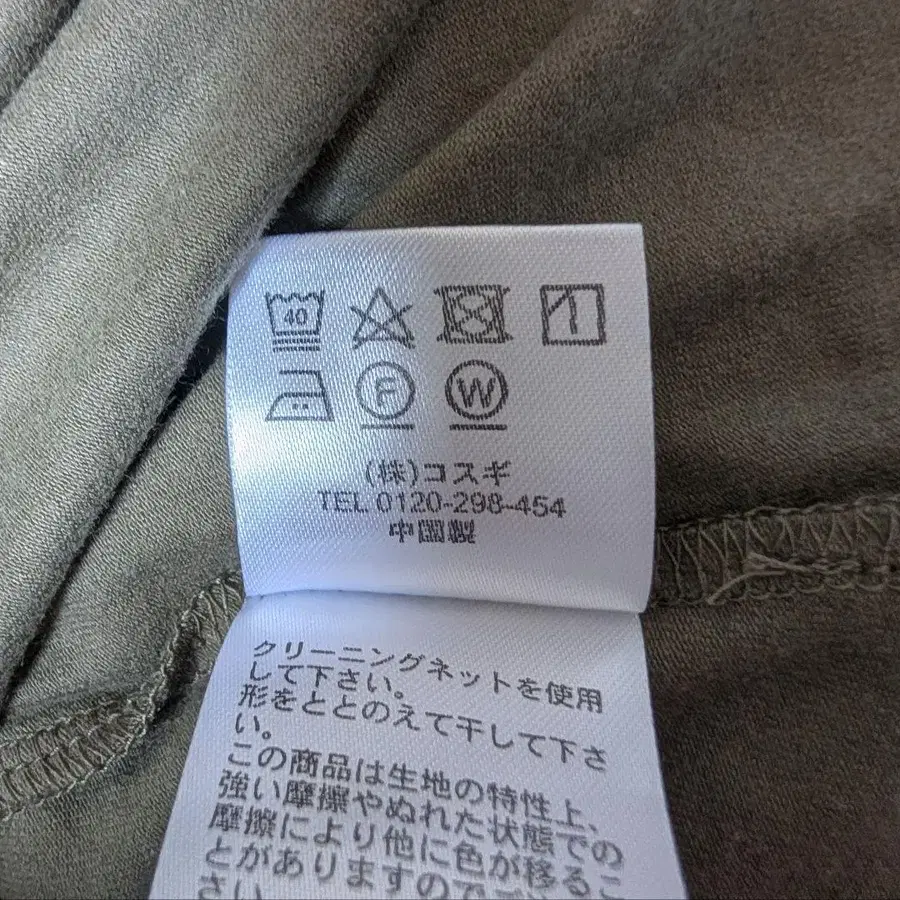 40
F W
(株)コスギ
TEL 0120-298-454
中国製
クリーニングネットを使用
して下さい。
形をととのえて干して下さ
い。
この商品は生地の特性上、
強い摩擦やぬれた状態での
摩擦により他に色が移るこ
とがありますので
さい。